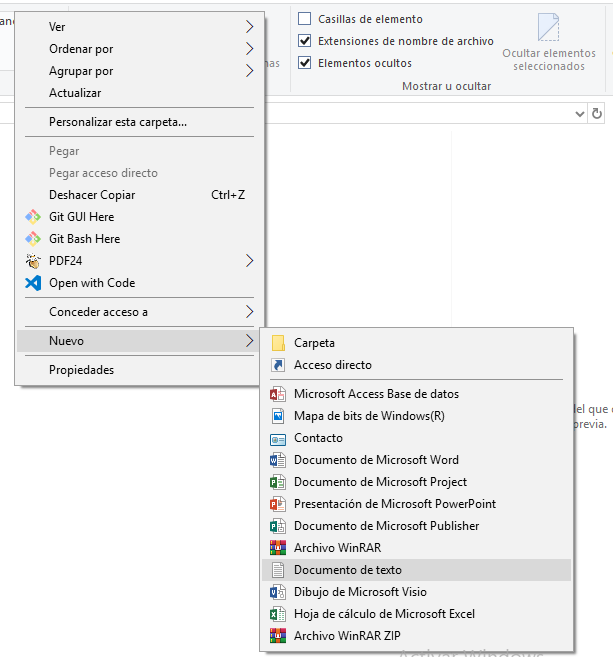 Casillas de elemento
Extensiones de nombre de archivo
Elementos ocultos
Ocultar elementos
seleccionados
Mostrar u ocultar
Ver
Ordenar por
Agrupar por
Actualizar
Personalizar esta carpeta...
Pegar
Pegar acceso directo
Deshacer Copiar Ctrl+Z
Git GUI Here
Git Bash Here
PDF24
Open with Code
Conceder acceso a
Nuevo
Propiedades
Carpeta
Acceso directo
Microsoft Access Base de datos
Mapa de bits de Windows(R)
Contacto
Documento de Microsoft Word
Documento de Microsoft Project
Presentación de Microsoft PowerPoint
Documento de Microsoft Publisher
Archivo WinRAR
Documento de texto
Dibujo de Microsoft Visio
Hoja de cálculo de Microsoft Excel
Archivo WinRAR ZIP
del que
previa.
Activar Windows